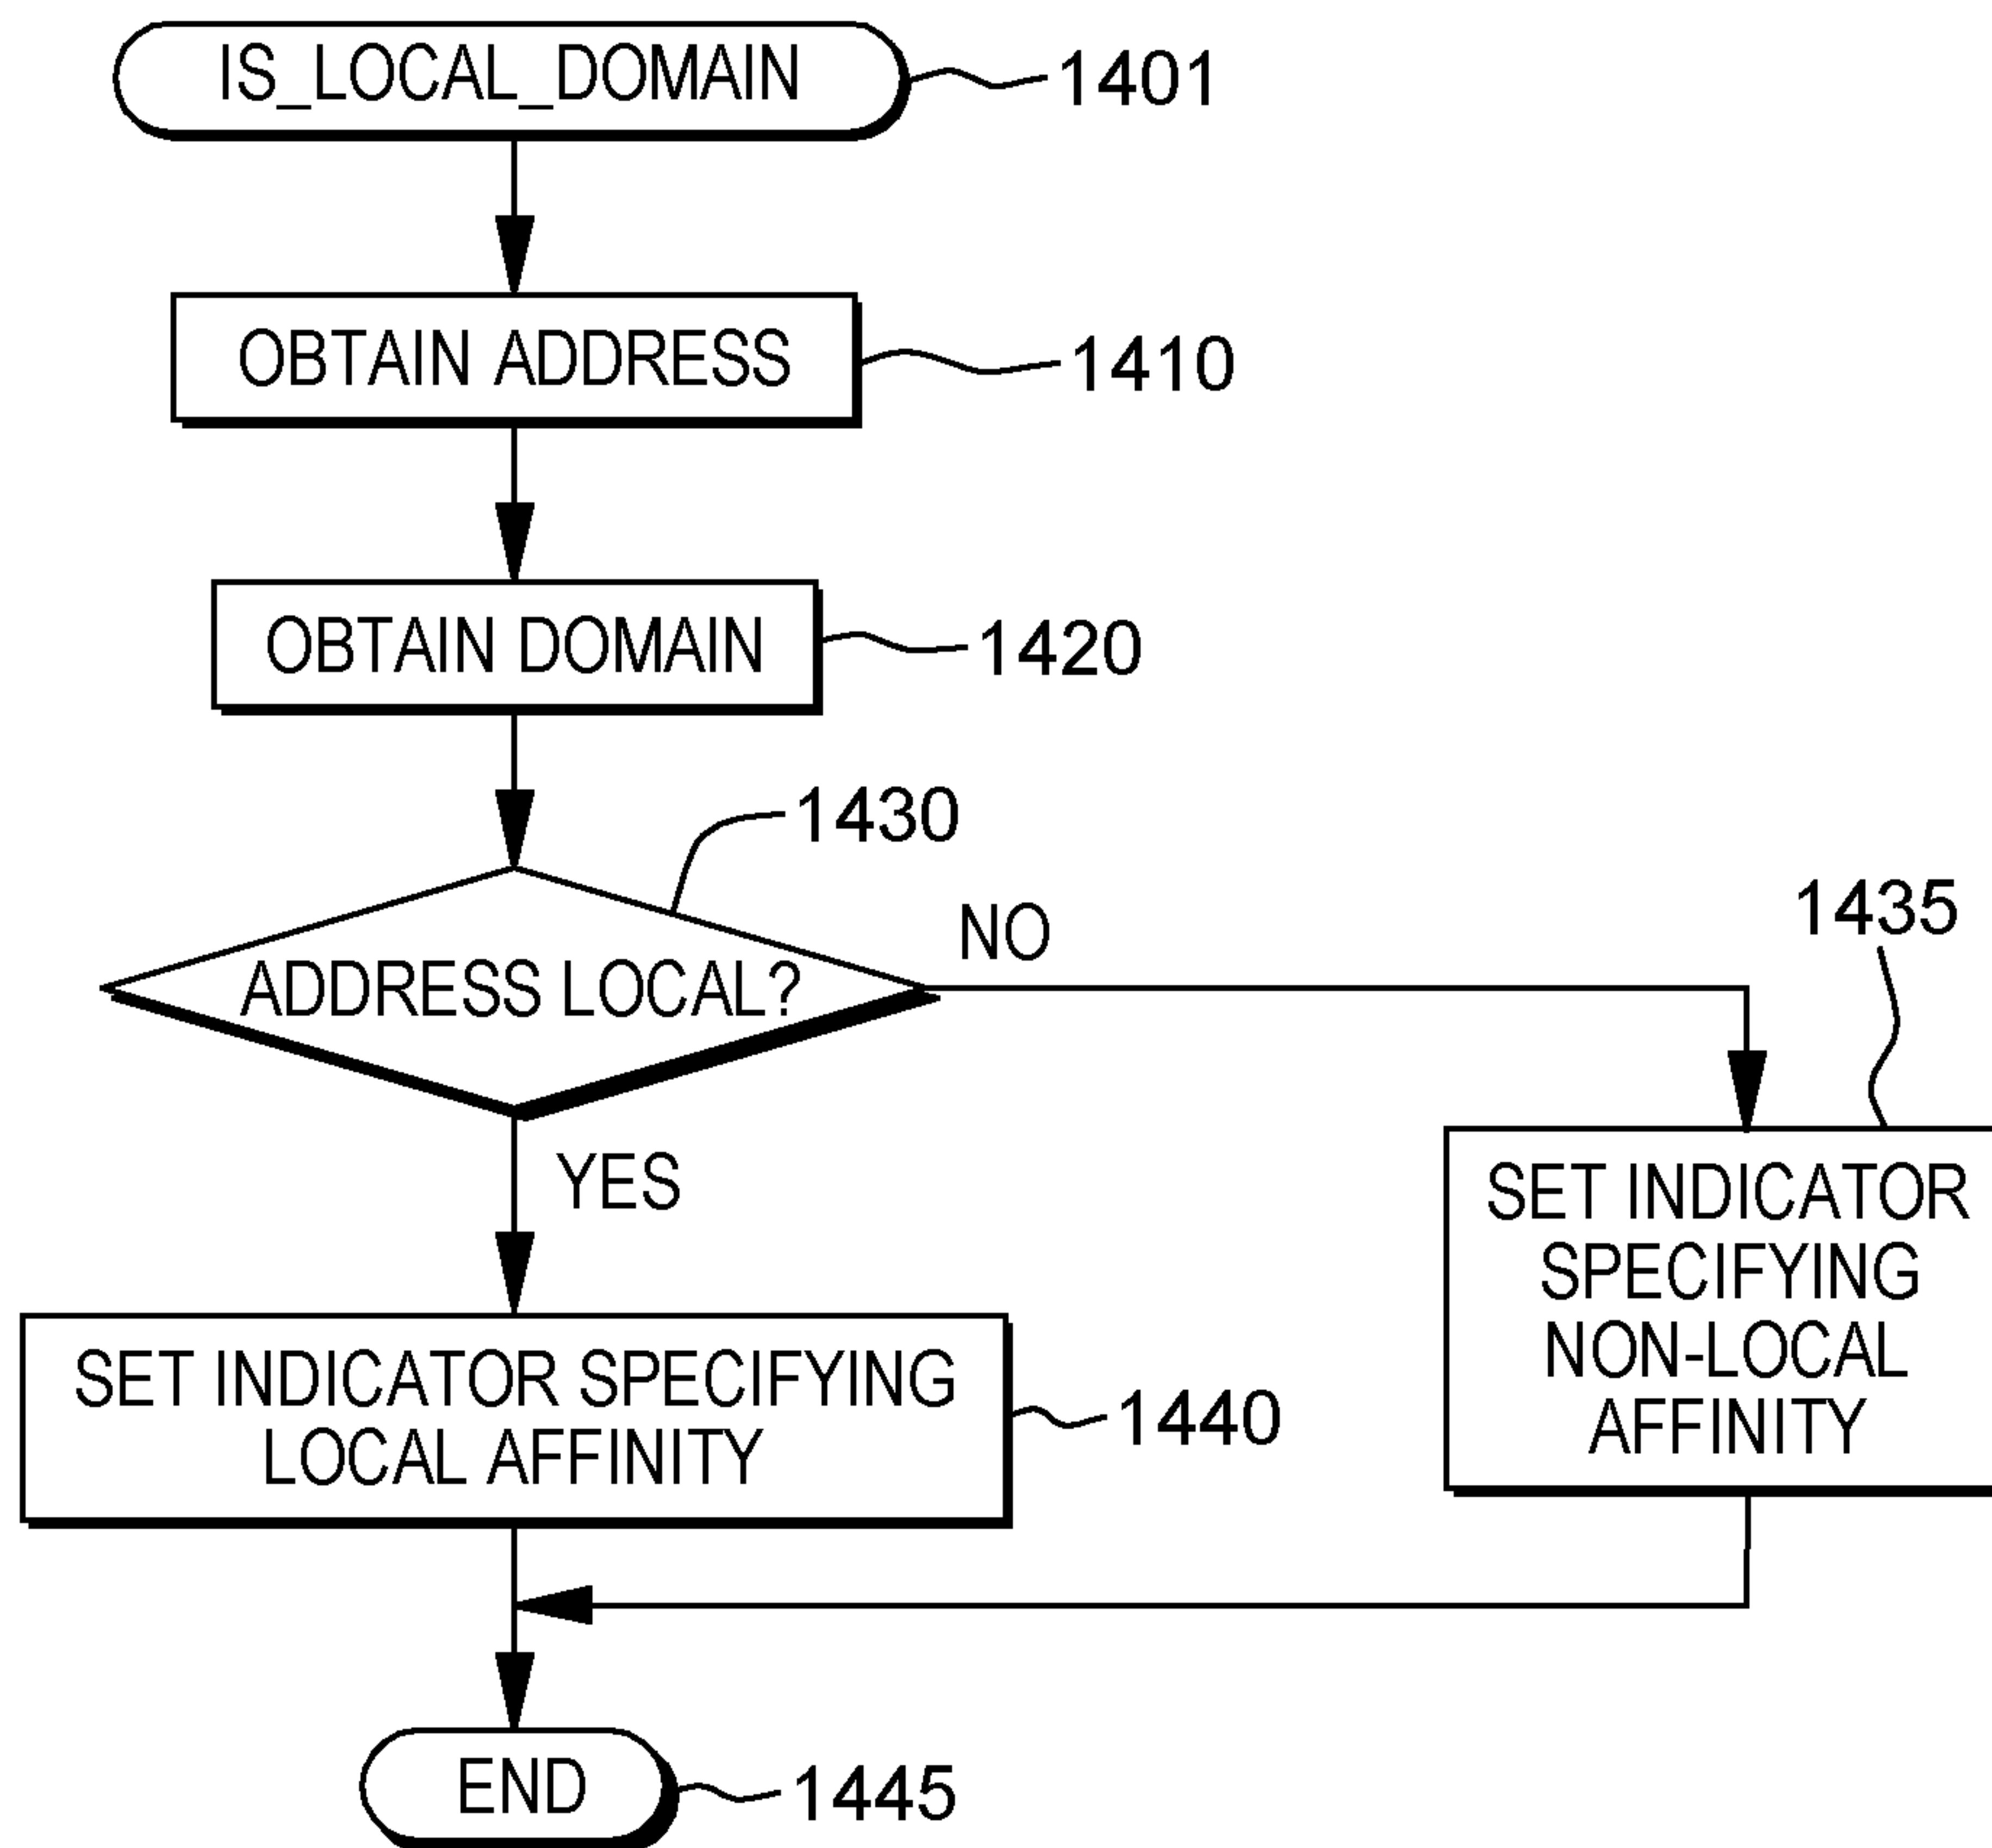 IS_LOCAL_DOMAIN
1401
OBTAIN ADDRESS
1410
OBTAIN DOMAIN
1420
1430
ADDRESS LOCAL?
NO
1435
YES
SET INDICATOR
SPECIFYING
NON-LOCAL
AFFINITY
SET INDICATOR SPECIFYING
LOCAL AFFINITY
1440
END
1445